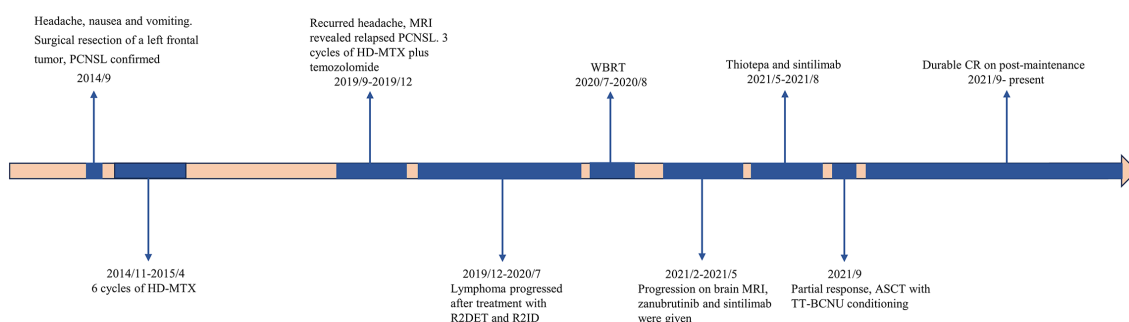 Headache, nausea and vomiting.
Surgical resection of a left frontal
tumor, PCNSL confirmed
2014/9
Recurred headache, MRI
revealed relapsed PCNSL. 3
cycles of HD-MTX plus
temozolomide
2019/9-2019/12
WBRT
2020/7-2020/8
Thiotepa and sintilimab
2021/5-2021/8
Durable CR on post-maintenance
2021/9- present
2014/11-2015/4
6 cycles of HD-MTX
2019/12-2020/7
Lymphoma progressed
after treatment with
R2DET and R2ID
2021/2-2021/5
Progression on brain MRI,
zanubrutinib and sintilimab
were given
2021/9
Partial response, ASCT with
TT-BCNU conditioning